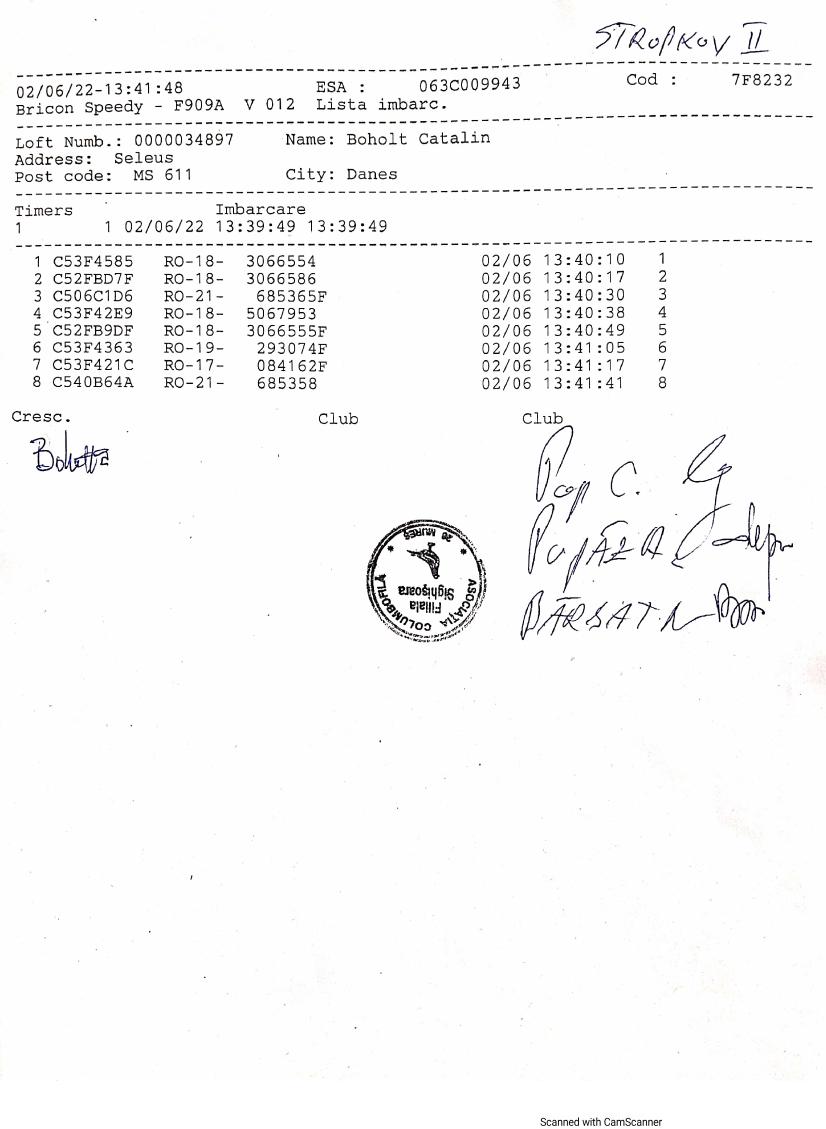 STROPKOV II
02/06/22-13:41:48 ESA : 063C009943 Cod : 7F8232
Bricon Speedy - F909A V 012 Lista imbarc.
Loft Numb.: 0000034897 Name: Boholt Catalin
Address: Seleus
Post code: MS 611 City: Danes
Timers Imbarcare
1 1 02/06/22 13:39:49 13:39:49
1 C53F4585 RO-18- 3066554 02/06 13:40:10 1
2 C52FBD7F RO-18- 3066586 02/06 13:40:17 2
3 C506C1D6 RO-21- 685365F 02/06 13:40:30 3
4 C53F42E9 RO-18- 5067953 02/06 13:40:38 4
5 C52FB9DF RO-18- 3066555F 02/06 13:40:49 5
6 C53F4363 RO-19- 293074F 02/06 13:41:05 6
7 C53F421C RO-17- 084162F 02/06 13:41:17 7
8 C540B64A RO-21- 685358 02/06 13:41:41 8
Cresc. Club Club
Pop C.
ASOCIAȚIA COLUMBOFILĂ
Filiala
Sighișoara
* 20 MUREȘ *
Scanned with CamScanner